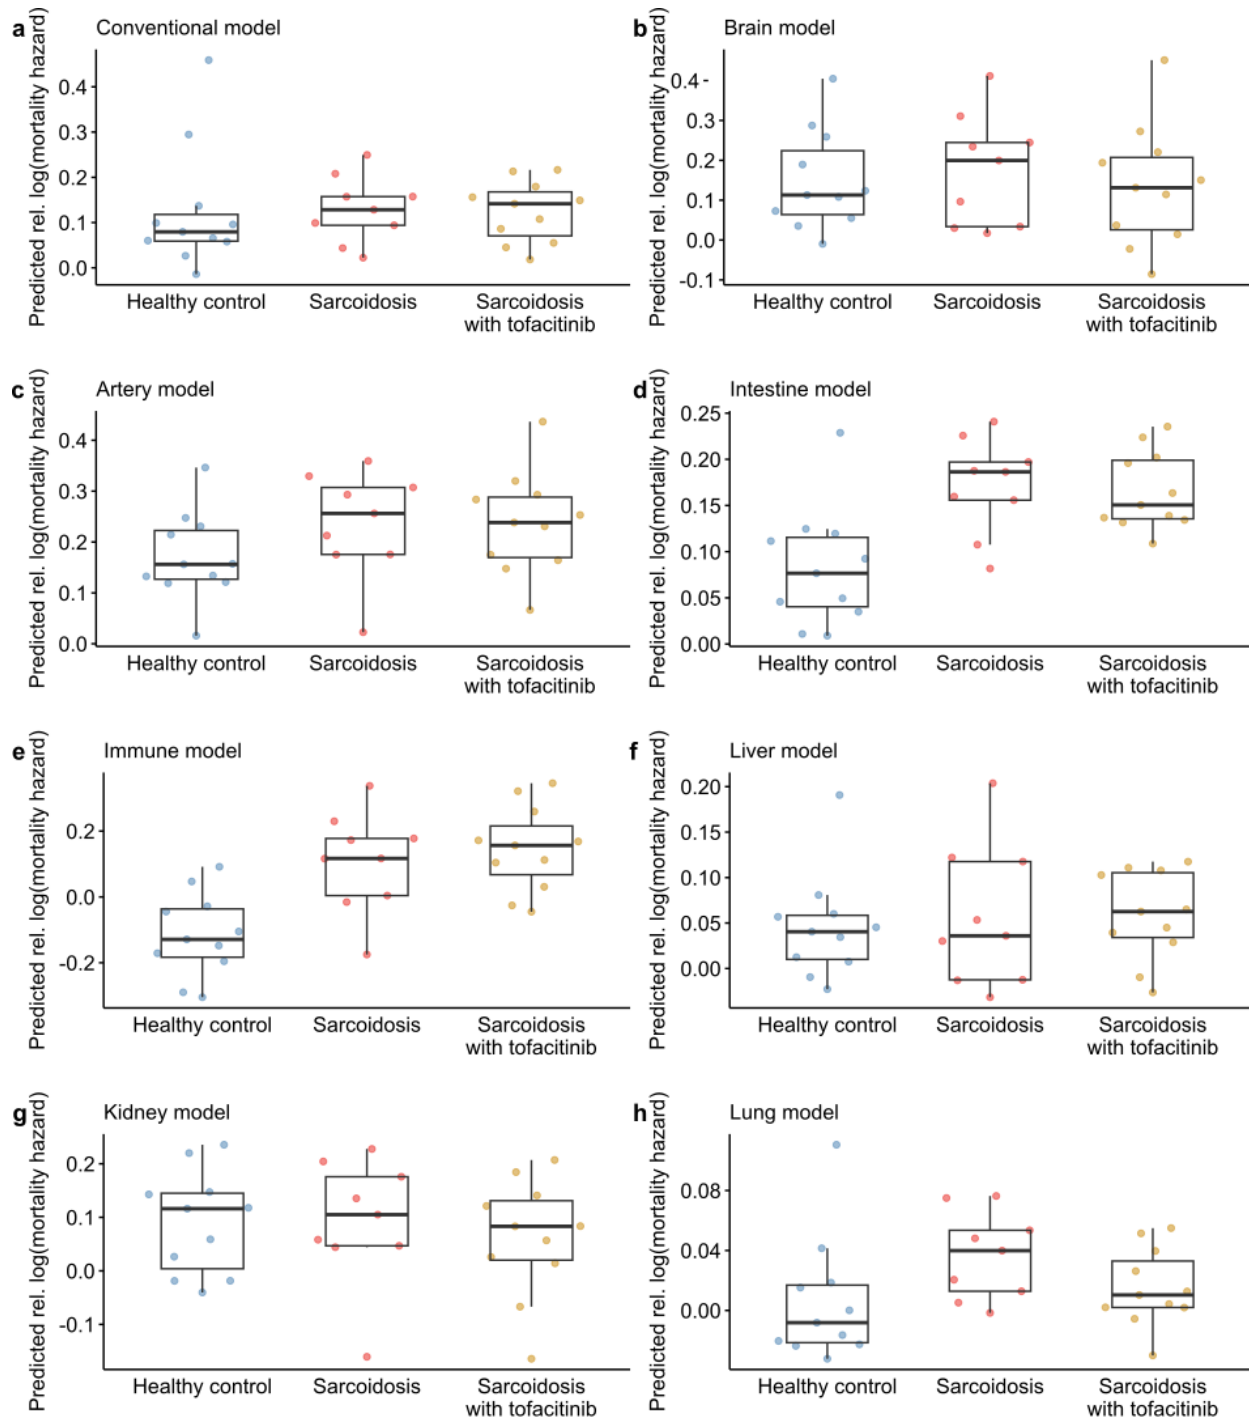 a Conventional model
Predicted rel. log(mortality hazard)
0.4
0.3
0.2
0.1
0.0
Healthy control
Sarcoidosis
Sarcoidosis
with tofacitinib
b Brain model
Predicted rel. log(mortality hazard)
0.4-
0.3
0.2
0.1
0.0
-0.1
Healthy control
Sarcoidosis
Sarcoidosis
with tofacitinib
c Artery model
Predicted rel. log(mortality hazard)
0.4
0.3
0.2
0.1
0.0
Healthy control
Sarcoidosis
Sarcoidosis
with tofacitinib
d Intestine model
Predicted rel. log(mortality hazard)
0.25
0.20
0.15
0.10
0.05
0.00
Healthy control
Sarcoidosis
Sarcoidosis
with tofacitinib
e Immune model
Predicted rel. log(mortality hazard)
0.2
0.0
-0.2
Healthy control
Sarcoidosis
Sarcoidosis
with tofacitinib
f Liver model
Predicted rel. log(mortality hazard)
0.20
0.15
0.10
0.05
0.00
Healthy control
Sarcoidosis
Sarcoidosis
with tofacitinib
g Kidney model
Predicted rel. log(mortality hazard)
0.2
0.1
0.0
-0.1
Healthy control
Sarcoidosis
Sarcoidosis
with tofacitinib
h Lung model
Predicted rel. log(mortality hazard)
0.08
0.04
0.00
Healthy control
Sarcoidosis
Sarcoidosis
with tofacitinib